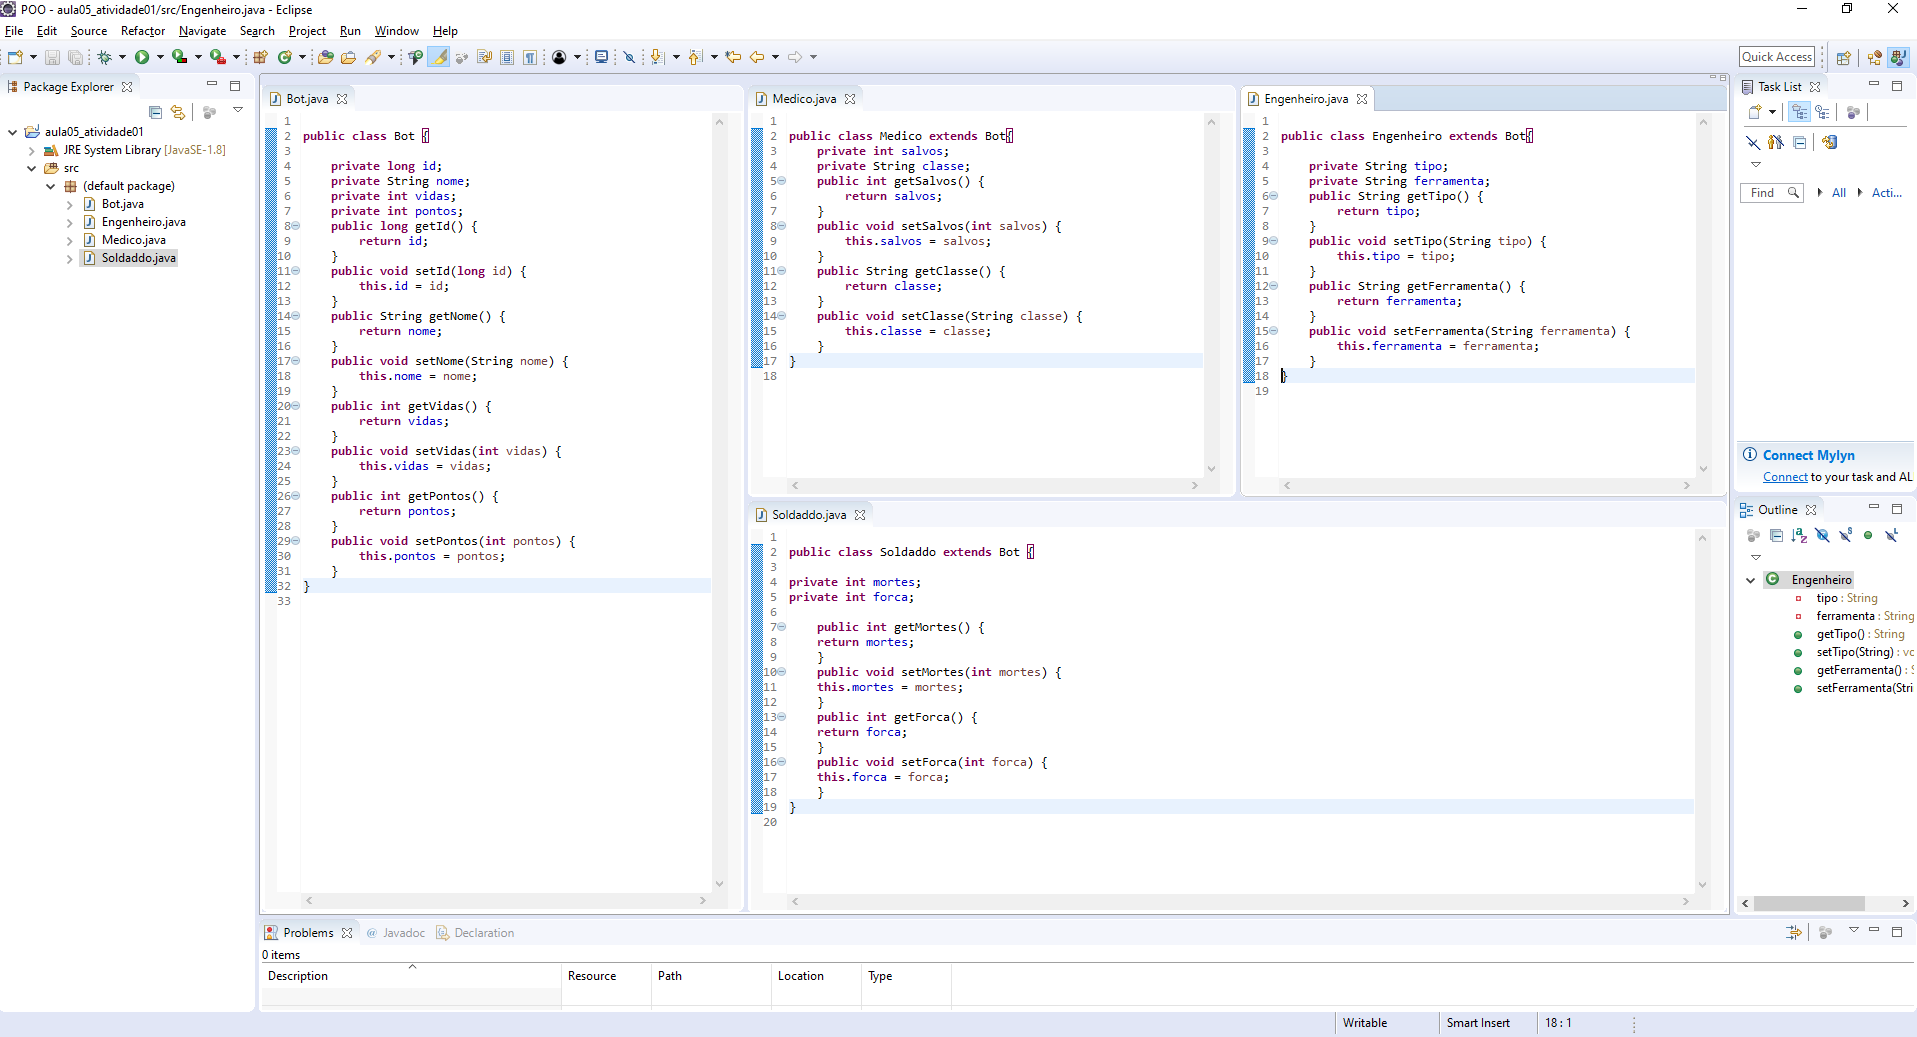 POO - aula05_atividade01/src/Engenheiro.java - Eclipse
File Edit Source Refactor Navigate Search Project Run Window Help
Quick Access
Package Explorer
aula05_atividade01
JRE System Library [JavaSE-1.8]
src
(default package)
Bot.java
Engenheiro.java
Medico.java
Soldaddo.java
Bot.java
1
2 public class Bot {
3
4 private long id;
5 private String nome;
6 private int vidas;
7 private int pontos;
8 public long getId() {
9 return id;
10 }
11 public void setId(long id) {
12 this.id = id;
13 }
14 public String getNome() {
15 return nome;
16 }
17 public void setNome(String nome) {
18 this.nome = nome;
19 }
20 public int getVidas() {
21 return vidas;
22 }
23 public void setVidas(int vidas) {
24 this.vidas = vidas;
25 }
26 public int getPontos() {
27 return pontos;
28 }
29 public void setPontos(int pontos) {
30 this.pontos = pontos;
31 }
32 }
33
Medico.java
1
2 public class Medico extends Bot{
3 private int salvos;
4 private String classe;
5 public int getSalvos() {
6 return salvos;
7 }
8 public void setSalvos(int salvos) {
9 this.salvos = salvos;
10 }
11 public String getClasse() {
12 return classe;
13 }
14 public void setClasse(String classe) {
15 this.classe = classe;
16 }
17 }
18
Engenheiro.java
1
2 public class Engenheiro extends Bot{
3
4 private String tipo;
5 private String ferramenta;
6 public String getTipo() {
7 return tipo;
8 }
9 public void setTipo(String tipo) {
10 this.tipo = tipo;
11 }
12 public String getFerramenta() {
13 return ferramenta;
14 }
15 public void setFerramenta(String ferramenta) {
16 this.ferramenta = ferramenta;
17 }
18 }
19
Soldaddo.java
1
2 public class Soldaddo extends Bot {
3
4 private int mortes;
5 private int forca;
6
7 public int getMortes() {
8 return mortes;
9 }
10 public void setMortes(int mortes) {
11 this.mortes = mortes;
12 }
13 public int getForca() {
14 return forca;
15 }
16 public void setForca(int forca) {
17 this.forca = forca;
18 }
19 }
20
Task List
Find All Acti...
Connect Mylyn
Connect to your task and AL
Outline
Engenheiro
tipo : String
ferramenta : String
getTipo() : String
setTipo(String) : vo
getFerramenta() : S
setFerramenta(Stri
Problems @ Javadoc Declaration
0 items
Description Resource Path Location Type
Writable Smart Insert 18 : 1